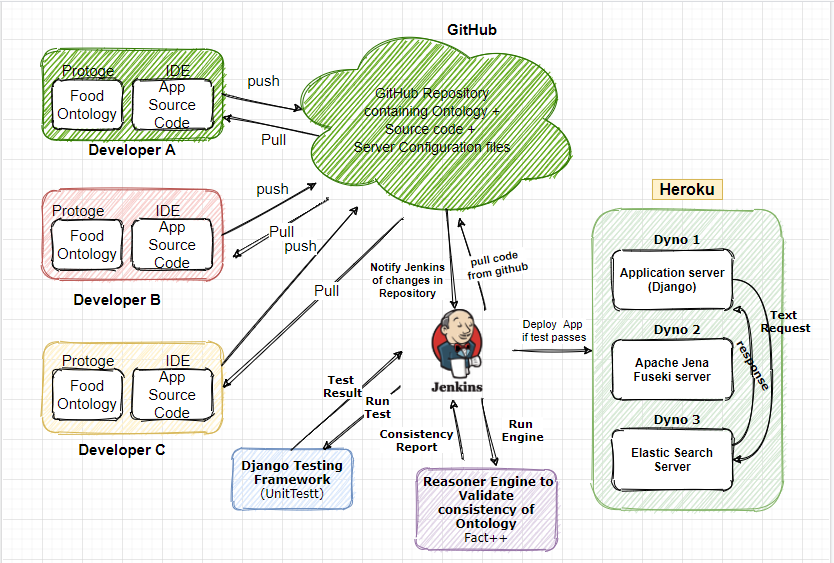 GitHub
Protoge
IDE
Food
Ontology
App
Source
Code
Developer A
push
Pull
GitHub Repository
containing Ontology +
Source code +
Server Configuration files
Protoge
IDE
Food
Ontology
App
Source
Code
Developer B
push
Pull
push
Pull
Protoge
IDE
Food
Ontology
App
Source
Code
Developer C
Notify Jenkins
of changes in
Repository
pull code
from github
Jenkins
Deploy App
if test passes
Test
Result
Run
Test
Consistency
Report
Run
Engine
Django Testing
Framework
(UnitTestt)
Reasoner Engine to
Validate
consistency of
Ontology
Fact++
Heroku
Dyno 1
Application server
(Django)
Dyno 2
Apache Jena
Fuseki server
Dyno 3
Elastic Search
Server
Text
Request
response